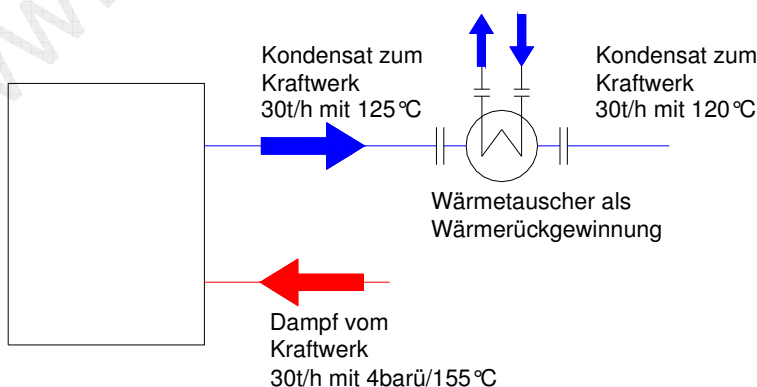 Kondensat zum
Kraftwerk
30t/h mit 125°C
Kondensat zum
Kraftwerk
30t/h mit 120°C
Wärmetauscher als
Wärmerückgewinnung
Dampf vom
Kraftwerk
30t/h mit 4barü/155°C